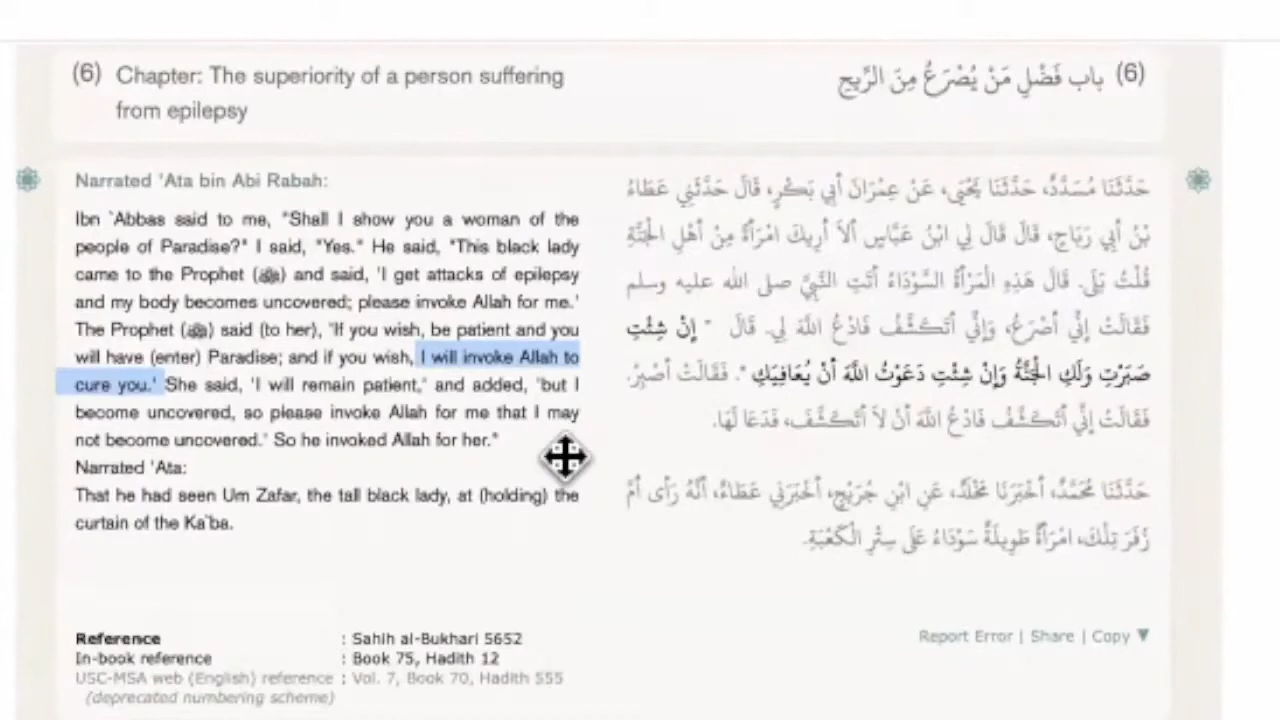 (6) Chapter: The superiority of a person suffering
from epilepsy
(6) باب فَضْلِ مَنْ يُصْرَعُ مِنَ الرِّيحِ
Narrated 'Ata bin Abi Rabah:
Ibn `Abbas said to me, "Shall I show you a woman of the
people of Paradise?" I said, "Yes." He said, "This black lady
came to the Prophet (ﷺ) and said, 'I get attacks of epilepsy
and my body becomes uncovered; please invoke Allah for me.'
The Prophet (ﷺ) said (to her), 'If you wish, be patient and you
will have (enter) Paradise; and if you wish, I will invoke Allah to
cure you.' She said, 'I will remain patient,' and added, 'but I
become uncovered, so please invoke Allah for me that I may
not become uncovered.' So he invoked Allah for her."
Narrated 'Ata:
That he had seen Um Zafar, the tall black lady, at (holding) the
curtain of the Ka`ba.
حَدَّثَنَا مُسَدَّدٌ، حَدَّثَنَا يَحْيَى، عَنْ عِمْرَانَ أَبِي بَكْرٍ، قَالَ حَدَّثَنِي عَطَاءُ
بْنُ أَبِي رَبَاحٍ، قَالَ قَالَ لِي ابْنُ عَبَّاسٍ أَلاَ أُرِيكَ امْرَأَةً مِنْ أَهْلِ الْجَنَّةِ
قُلْتُ بَلَى. قَالَ هَذِهِ الْمَرْأَةُ السَّوْدَاءُ أَتَتِ النَّبِيَّ صلى الله عليه وسلم
فَقَالَتْ إِنِّي أُصْرَعُ، وَإِنِّي أَتَكَشَّفُ فَادْعُ اللَّهَ لِي. قَالَ " إِنْ شِئْتِ
صَبَرْتِ وَلَكِ الْجَنَّةُ وَإِنْ شِئْتِ دَعَوْتُ اللَّهَ أَنْ يُعَافِيَكِ ". فَقَالَتْ أَصْبِرُ.
فَقَالَتْ إِنِّي أَتَكَشَّفُ فَادْعُ اللَّهَ أَنْ لاَ أَتَكَشَّفَ، فَدَعَا لَهَا.
حَدَّثَنَا مُحَمَّدٌ، أَخْبَرَنَا مَخْلَدٌ، عَنِ ابْنِ جُرَيْجٍ، أَخْبَرَنِي عَطَاءٌ، أَنَّهُ رَأَى أُمَّ
زُفَرَ تِلْكَ، امْرَأَةٌ طَوِيلَةٌ سَوْدَاءُ عَلَى سِتْرِ الْكَعْبَةِ.
Reference : Sahih al-Bukhari 5652
In-book reference : Book 75, Hadith 12
USC-MSA web (English) reference : Vol. 7, Book 70, Hadith 555
(deprecated numbering scheme)
Report Error | Share | Copy ▼